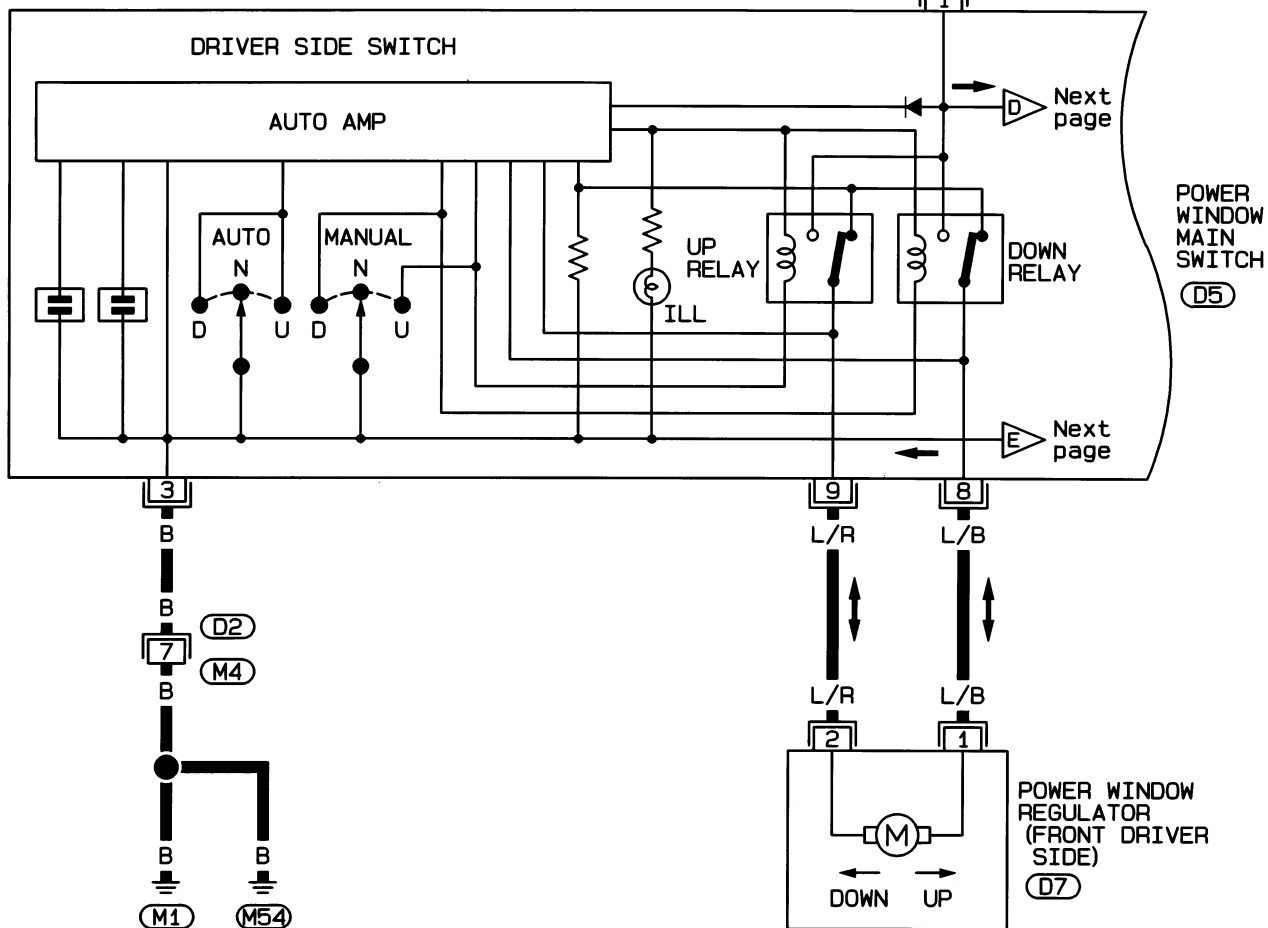 1
DRIVER SIDE SWITCH
AUTO AMP
D
Next
page
POWER
WINDOW
MAIN
SWITCH
D5
AUTO
MANUAL
N
N
D
U
D
U
UP
RELAY
DOWN
RELAY
ILL
E
Next
page
3
9
8
B
L/R
L/B
B
D2
7
M4
B
L/R
L/B
2
1
M
DOWN
UP
POWER WINDOW
REGULATOR
(FRONT DRIVER
SIDE)
D7
B
B
M1
M54